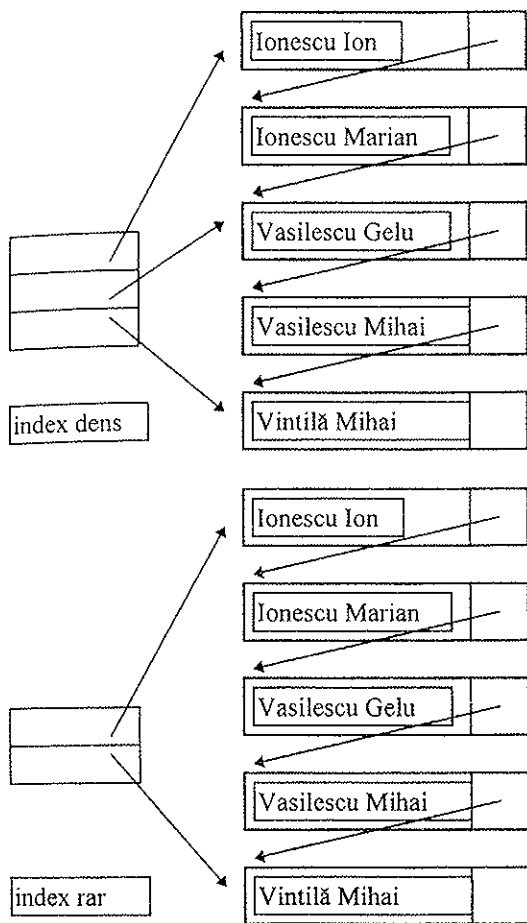 Ionescu Ion
Ionescu Marian
Vasilescu Gelu
Vasilescu Mihai
index dens
Vintilă Mihai
Ionescu Ion
Ionescu Marian
Vasilescu Gelu
Vasilescu Mihai
index rar
Vintilă Mihai